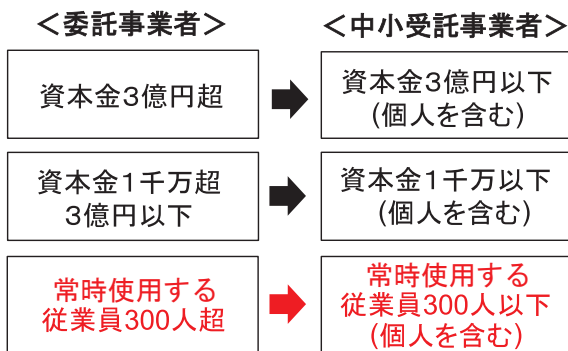 ＜委託事業者＞
＜中小受託事業者＞
資本金3億円超
資本金3億円以下
(個人を含む)
資本金1千万超
3億円以下
資本金1千万以下
(個人を含む)
常時使用する
従業員300人超
常時使用する
従業員300人以下
(個人を含む)